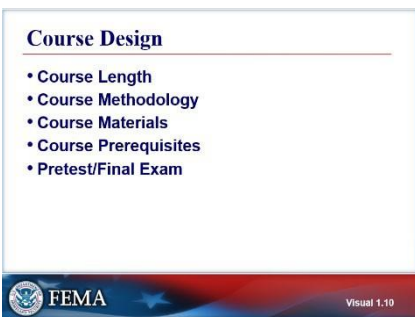 Course Design
• Course Length
• Course Methodology
• Course Materials
• Course Prerequisites
• Pretest/Final Exam
FEMA
Visual 1.10